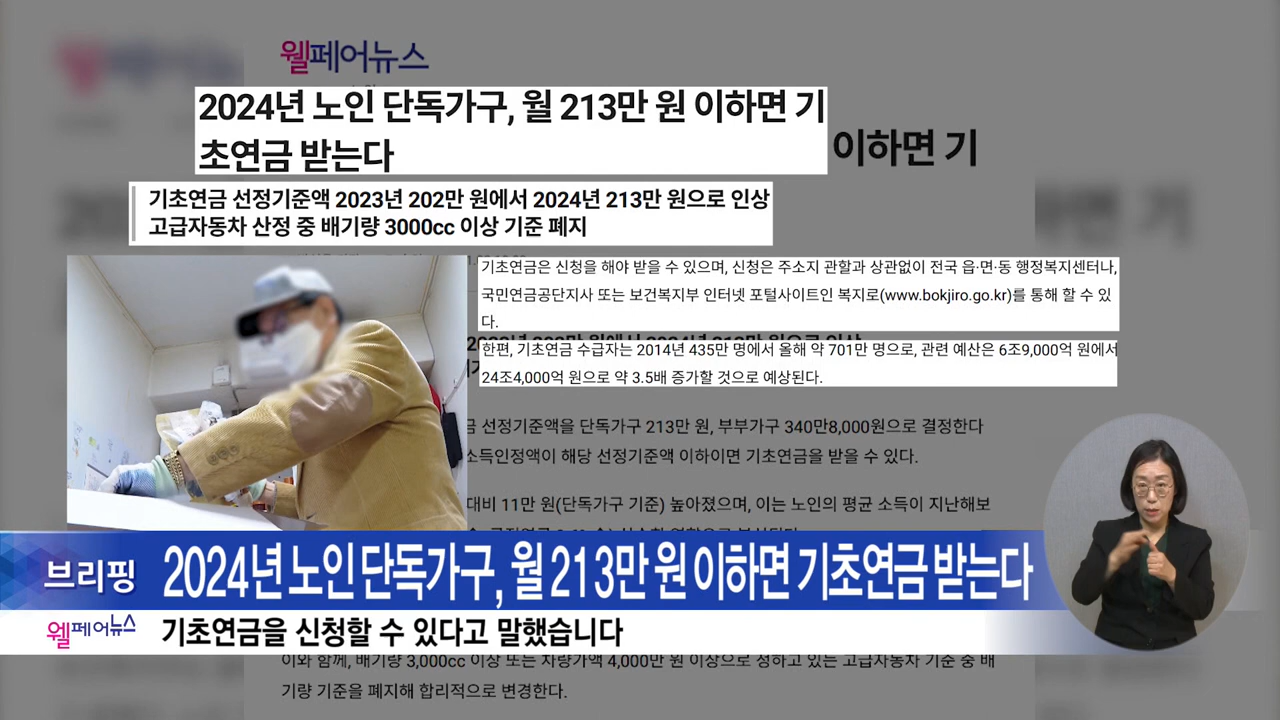 웰페어뉴스
2024년 노인 단독가구, 월 213만 원 이하면 기
초연금 받는다
이하면 기
기초연금 선정기준액 2023년 202만 원에서 2024년 213만 원으로 인상
고급자동차 산정 중 배기량 3000cc 이상 기준 폐지
기초연금은 신청을 해야 받을 수 있으며, 신청은 주소지 관할과 상관없이 전국 읍·면·동 행정복지센터나,
국민연금공단지사 또는 보건복지부 인터넷 포털사이트인 복지로(www.bokjiro.go.kr)를 통해 할 수 있
다.
한편, 기초연금 수급자는 2014년 435만 명에서 올해 약 701만 명으로, 관련 예산은 6조9,000억 원에서
24조4,000억 원으로 약 3.5배 증가할 것으로 예상된다.
선정기준액을 단독가구 213만 원, 부부가구 340만8,000원으로 결정한다
소득인정액이 해당 선정기준액 이하이면 기초연금을 받을 수 있다.
대비 11만 원(단독가구 기준) 높아졌으며, 이는 노인의 평균 소득이 지난해보
브리핑
2024년 노인 단독가구, 월 213만 원 이하면 기초연금 받는다
웰페어뉴스
기초연금을 신청할 수 있다고 말했습니다
이와 함께, 배기량 3,000cc 이상 또는 차량가액 4,000만 원 이상으로 정하고 있는 고급자동차 기준 중 배
기량 기준을 폐지해 합리적으로 변경한다.